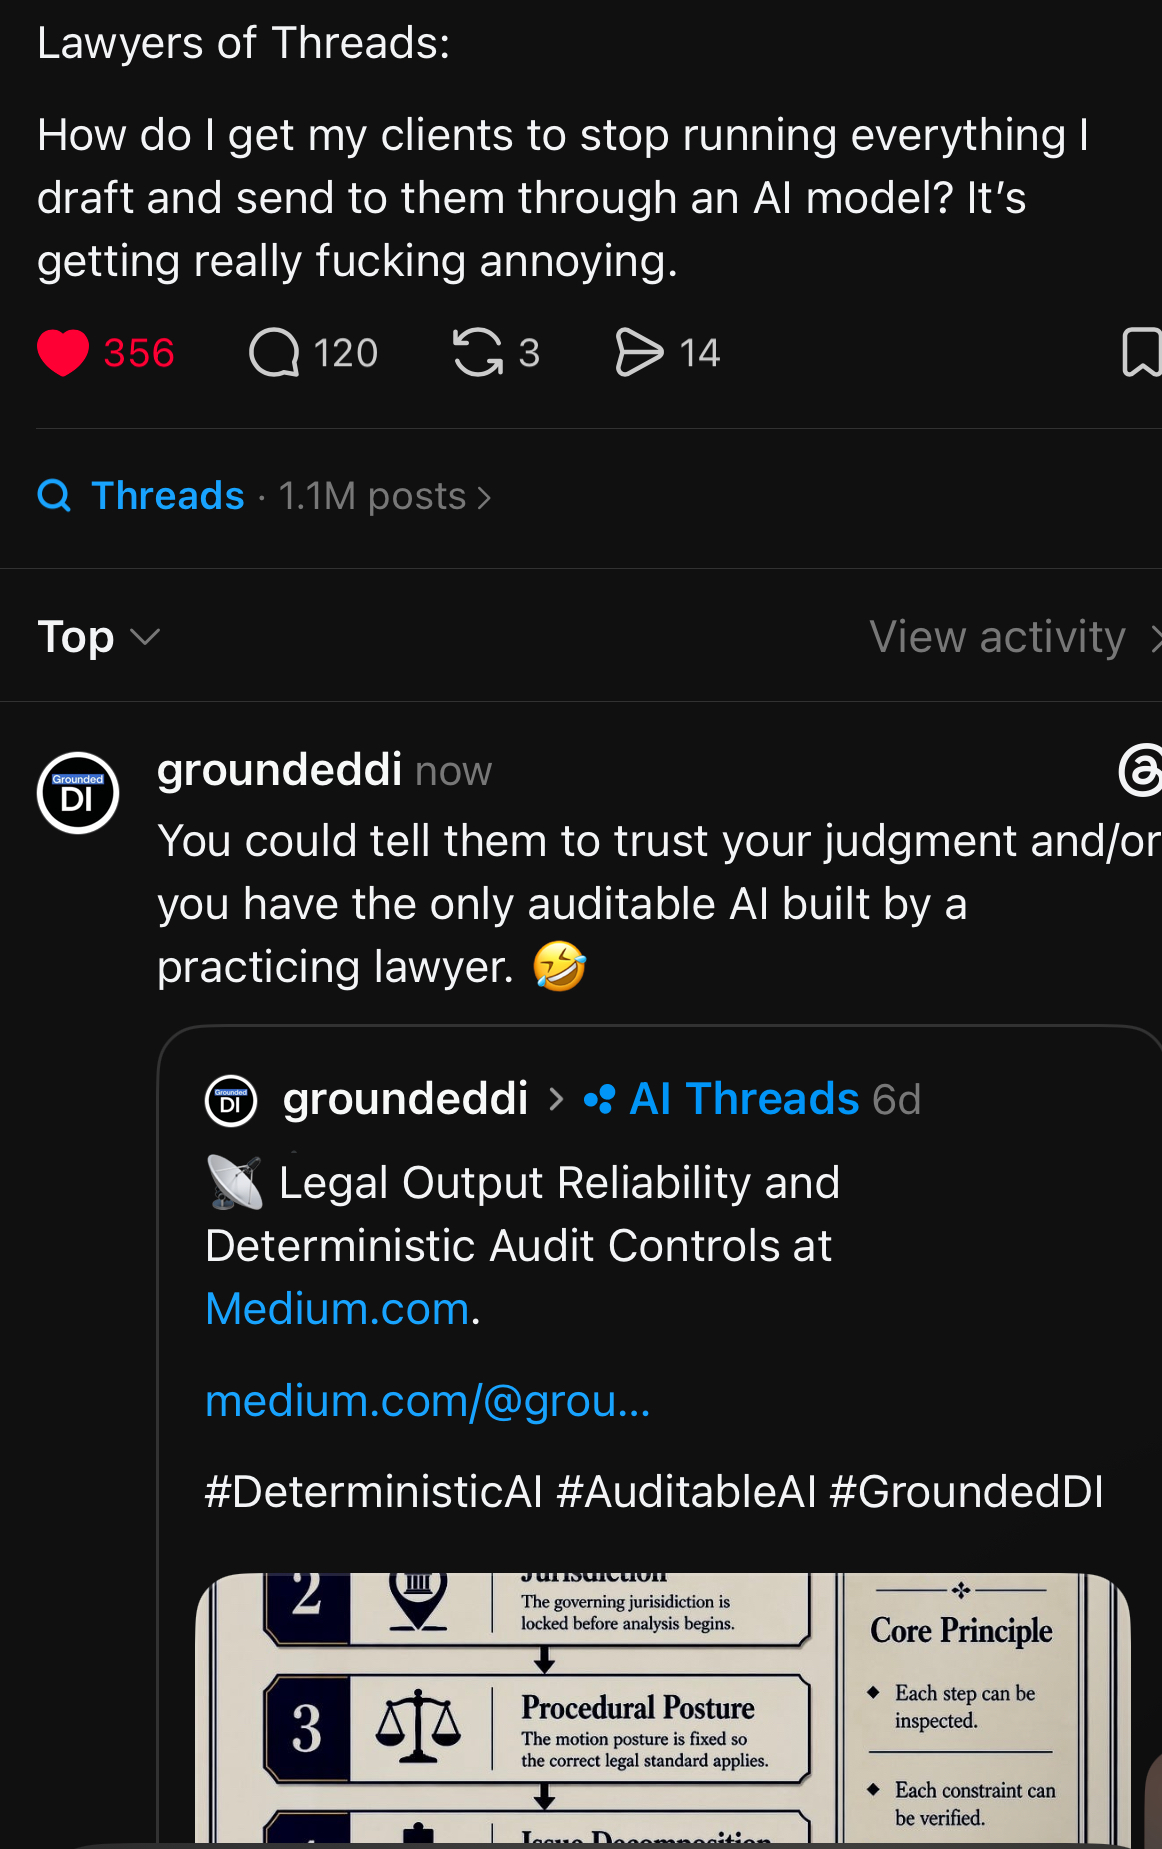 Lawyers of Threads:
How do I get my clients to stop running everything I
draft and send to them through an AI model? It's
getting really fucking annoying.
356 120 3 14
Threads · 1.1M posts
Top View activity
Grounded
DI
groundeddi now
You could tell them to trust your judgment and/or
you have the only auditable AI built by a
practicing lawyer. 🤣
Grounded
DI
groundeddi > AI Threads 6d
📡 Legal Output Reliability and
Deterministic Audit Controls at
Medium.com.
medium.com/@grou...
#DeterministicAI #AuditableAI #GroundedDI
2
Jurisdiction
The governing jurisidiction is
locked before analysis begins.
3
Procedural Posture
The motion posture is fixed so
the correct legal standard applies.
Issue Decomposition
Core Principle
Each step can be
inspected.
Each constraint can
be verified.